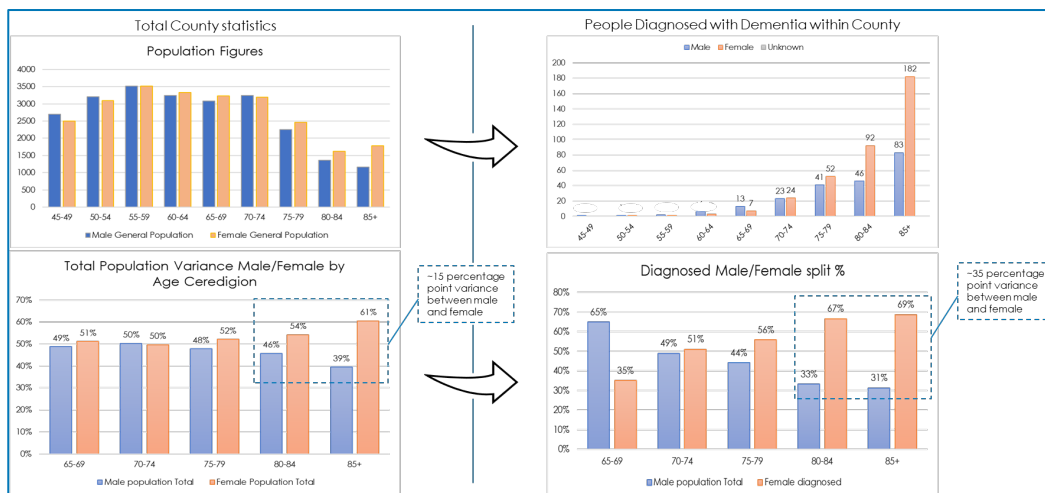 Total County statistics
Population Figures
4000
3500
3000
2500
2000
1500
1000
500
0
45-49 50-54 55-59 60-64 65-69 70-74 75-79 80-84 85+
Male General Population Female General Population
People Diagnosed with Dementia within County
Male Female Unknown
200
180
160
140
120
100
80
60
40
20
0
13 7 23 24 41 52 46 92 83 182
45-49 50-54 55-59 60-64 65-69 70-74 75-79 80-84 85+
Total Population Variance Male/Female by
Age Ceredigion
70%
60%
50%
40%
30%
20%
10%
0%
49% 51% 50% 50% 48% 52% 46% 54% 39% 61%
65-69 70-74 75-79 80-84 85+
Male population Total Female Population Total
~15 percentage
point variance
between male
and female
Diagnosed Male/Female split %
80%
70%
60%
50%
40%
30%
20%
10%
0%
65% 35% 49% 51% 44% 56% 33% 67% 31% 69%
65-69 70-74 75-79 80-84 85+
Male population Total Female diagnosed
~35 percentage
point variance
between male
and female